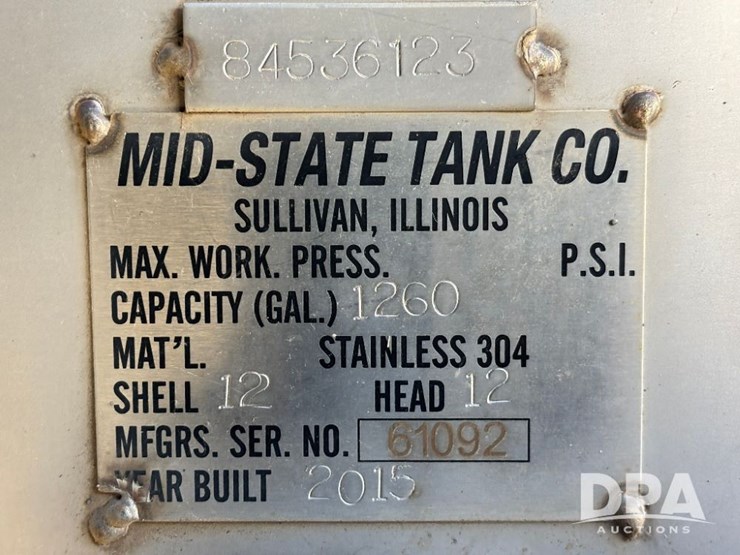 84536123
MID-STATE TANK CO.
SULLIVAN, ILLINOIS
MAX. WORK. PRESS. P.S.I.
CAPACITY (GAL.) 1260
MAT'L. STAINLESS 304
SHELL 12 HEAD 12
MFGRS. SER. NO. 61092
YEAR BUILT 2015
DPA
AUCTIONS